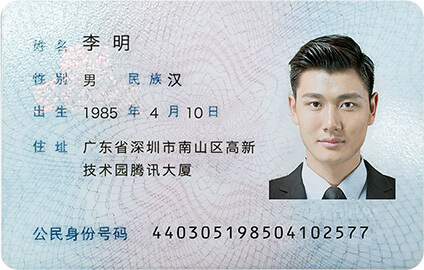 姓名 李明
性别 男 民族 汉
出生 1985 年 4 月 10 日
住址 广东省深圳市南山区高新
技术园腾讯大厦
公民身份号码 440305198504102577